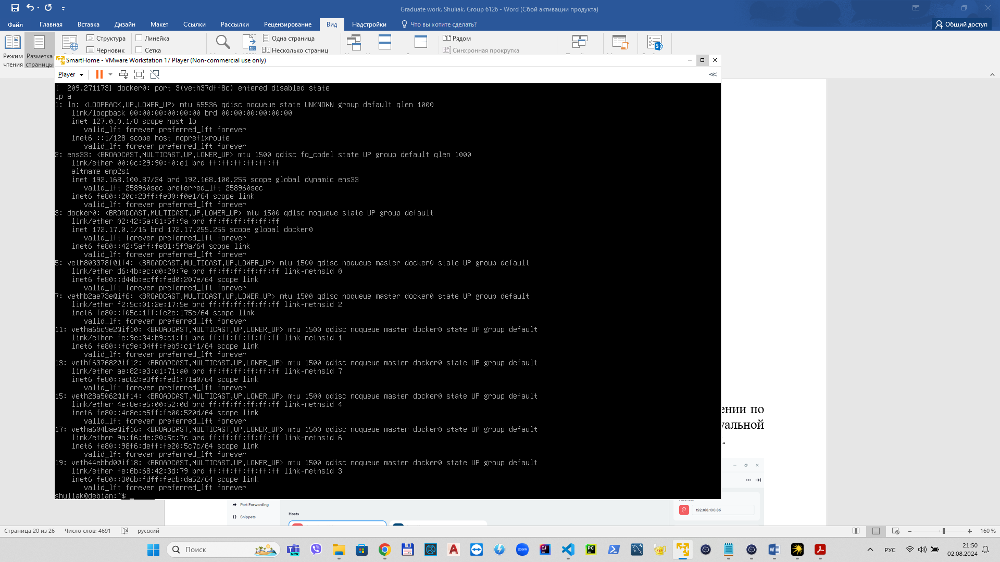 Graduate work. Shuliak. Group 6126 - Word (Сбой активации продукта)
Файл Главная Вставка Дизайн Макет Ссылки Рассылки Рецензирование Вид Надстройки Что вы хотите сделать? Общий доступ
Режим чтения
Разметка страницы
Структура
Черновик
Линейка
Сетка
Одна страница
Несколько страниц
Рядом
Синхронная прокрутка
SmartHome - VMware Workstation 17 Player (Non-commercial use only)
Player
[  209.271173] docker0: port 3(veth37dff8c) entered disabled state
ip a
1: lo: <LOOPBACK,UP,LOWER_UP> mtu 65536 qdisc noqueue state UNKNOWN group default qlen 1000
link/loopback 00:00:00:00:00:00 brd 00:00:00:00:00:00
inet 127.0.0.1/8 scope host lo
valid_lft forever preferred_lft forever
inet6 ::1/128 scope host noprefixroute
valid_lft forever preferred_lft forever
2: ens33: <BROADCAST,MULTICAST,UP,LOWER_UP> mtu 1500 qdisc fq_codel state UP group default qlen 1000
link/ether 00:0c:29:90:f0:e1 brd ff:ff:ff:ff:ff:ff
altname enp2s1
inet 192.168.100.87/24 brd 192.168.100.255 scope global dynamic ens33
valid_lft 258960sec preferred_lft 258960sec
inet6 fe80::20c:29ff:fe90:f0e1/64 scope link
valid_lft forever preferred_lft forever
3: docker0: <BROADCAST,MULTICAST,UP,LOWER_UP> mtu 1500 qdisc noqueue state UP group default
link/ether 02:42:5a:81:5f:9a brd ff:ff:ff:ff:ff:ff
inet 172.17.0.1/16 brd 172.17.255.255 scope global docker0
valid_lft forever preferred_lft forever
inet6 fe80::42:5aff:fe81:5f9a/64 scope link
valid_lft forever preferred_lft forever
5: veth803378f@if4: <BROADCAST,MULTICAST,UP,LOWER_UP> mtu 1500 qdisc noqueue master docker0 state UP group default
link/ether d6:4b:ec:d0:20:7e brd ff:ff:ff:ff:ff:ff link-netnsid 0
inet6 fe80::d44b:ecff:fed0:207e/64 scope link
valid_lft forever preferred_lft forever
7: vethb2ae73e@if6: <BROADCAST,MULTICAST,UP,LOWER_UP> mtu 1500 qdisc noqueue master docker0 state UP group default
link/ether f2:5c:01:2e:17:5e brd ff:ff:ff:ff:ff:ff link-netnsid 2
inet6 fe80::f05c:1ff:fe2e:175e/64 scope link
valid_lft forever preferred_lft forever
11: vetha6bc9e2@if10: <BROADCAST,MULTICAST,UP,LOWER_UP> mtu 1500 qdisc noqueue master docker0 state UP group default
link/ether fe:9e:34:b9:c1:f1 brd ff:ff:ff:ff:ff:ff link-netnsid 1
inet6 fe80::fc9e:34ff:feb9:c1f1/64 scope link
valid_lft forever preferred_lft forever
13: vethf637682@if12: <BROADCAST,MULTICAST,UP,LOWER_UP> mtu 1500 qdisc noqueue master docker0 state UP group default
link/ether ae:82:e3:d1:71:a0 brd ff:ff:ff:ff:ff:ff link-netnsid 7
inet6 fe80::ac82:e3ff:fed1:71a0/64 scope link
valid_lft forever preferred_lft forever
15: veth28a5062@if14: <BROADCAST,MULTICAST,UP,LOWER_UP> mtu 1500 qdisc noqueue master docker0 state UP group default
link/ether 4e:8e:e5:00:52:0d brd ff:ff:ff:ff:ff:ff link-netnsid 4
inet6 fe80::4c8e:e5ff:fe00:520d/64 scope link
valid_lft forever preferred_lft forever
17: vetha604bae@if16: <BROADCAST,MULTICAST,UP,LOWER_UP> mtu 1500 qdisc noqueue master docker0 state UP group default
link/ether 9a:f6:de:20:5c:7c brd ff:ff:ff:ff:ff:ff link-netnsid 6
inet6 fe80::98f6:deff:fe20:5c7c/64 scope link
valid_lft forever preferred_lft forever
19: veth44ebbd0@if18: <BROADCAST,MULTICAST,UP,LOWER_UP> mtu 1500 qdisc noqueue master docker0 state UP group default
link/ether fe:6b:68:42:3d:79 brd ff:ff:ff:ff:ff:ff link-netnsid 3
inet6 fe80::306b:fdff:fecb:da52/64 scope link
valid_lft forever preferred_lft forever
shuliak@debian:~$ _
ении по
уальной
Port Forwarding
Snippets
Hosts
192.168.100.86
Страница 20 из 26 Число слов: 4691 русский 160 %
Поиск
РУС
21:50
02.08.2024